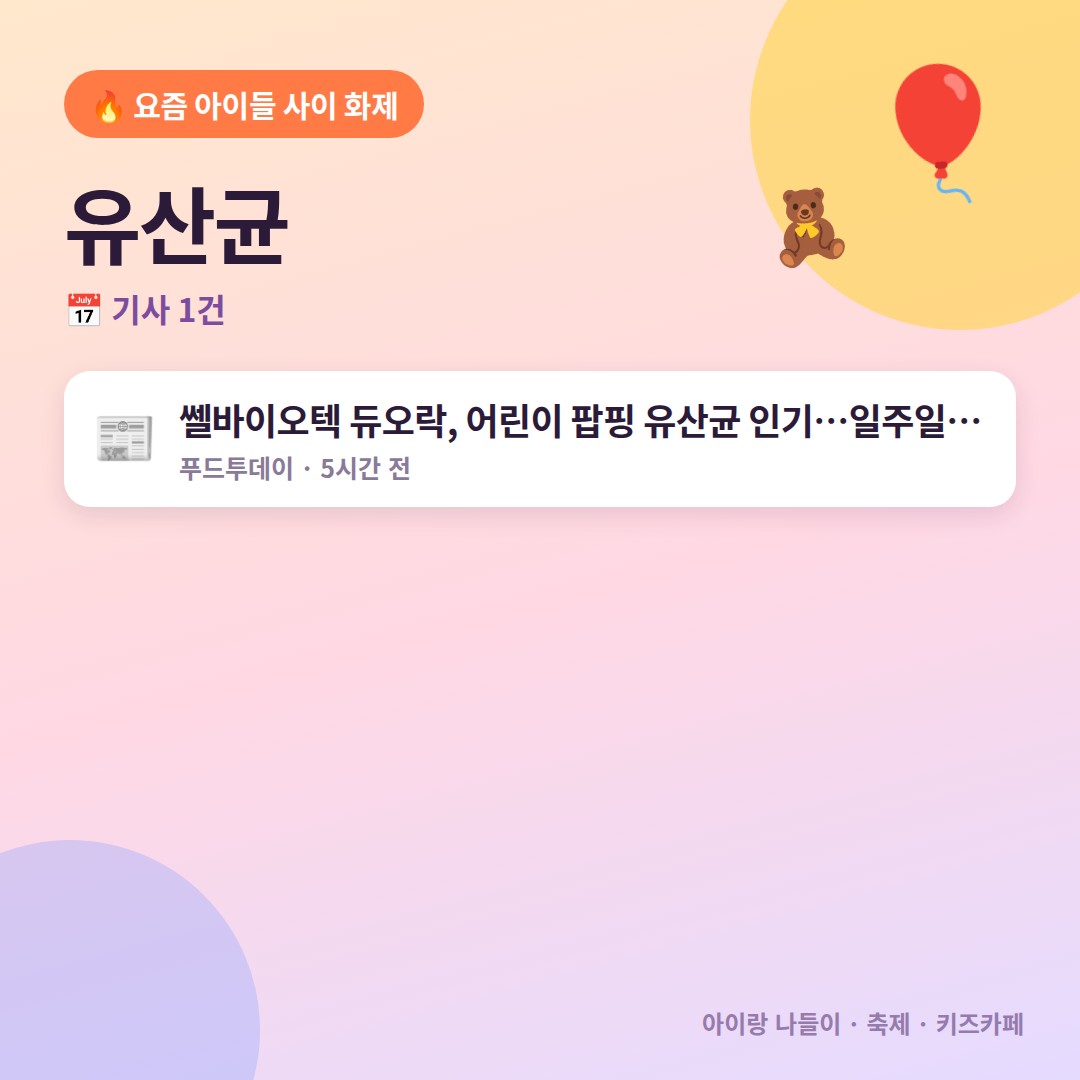 🔥 요즘 아이들 사이 화제
유산균
📅 기사 1건
쎌바이오텍 듀오락, 어린이 팝핑 유산균 인기…일주일…
푸드투데이 · 5시간 전
아이랑 나들이 · 축제 · 키즈카페